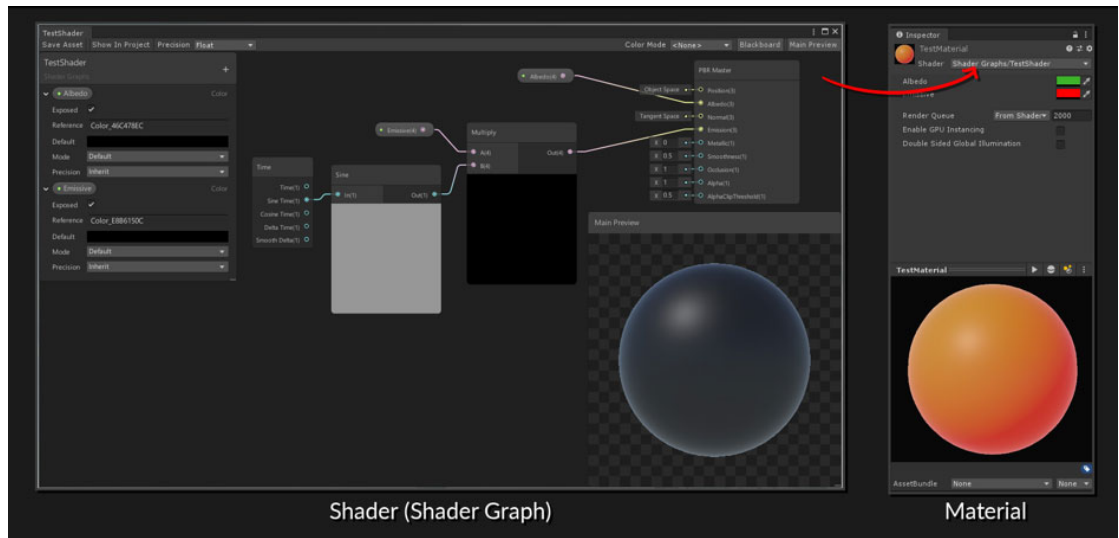 TestShader
Save Asset Show In Project Precision Float
Color Mode <None> Blackboard Main Preview
TestShader
Shader Graphs
Albedo Color
Exposed
Reference Color_46C478EC
Default
Mode Default
Precision Inherit
Emissive Color
Exposed
Reference Color_E8B6150C
Default
Mode Default
Precision Inherit
Time
Time(1)
Sine Time(1)
Cosine Time(1)
Delta Time(1)
Smooth Delta(1)
Sine
In(1) Out(1)
Emissive(4)
Multiply
A(4) Out(4)
B(4)
Albedo(4)
PBR Master
Object Space Position(3)
Albedo(3)
Tangent Space Normal(3)
Emission(3)
X 0 Metallic(1)
X 0.5 Smoothness(1)
X 1 Occlusion(1)
X 1 Alpha(1)
X 0.5 AlphaClipThreshold(1)
Main Preview
Shader (Shader Graph)
Inspector
TestMaterial
Shader Shader Graphs/TestShader
Albedo
Render Queue From Shader 2000
Enable GPU Instancing
Double Sided Global Illumination
TestMaterial
AssetBundle None None
Material